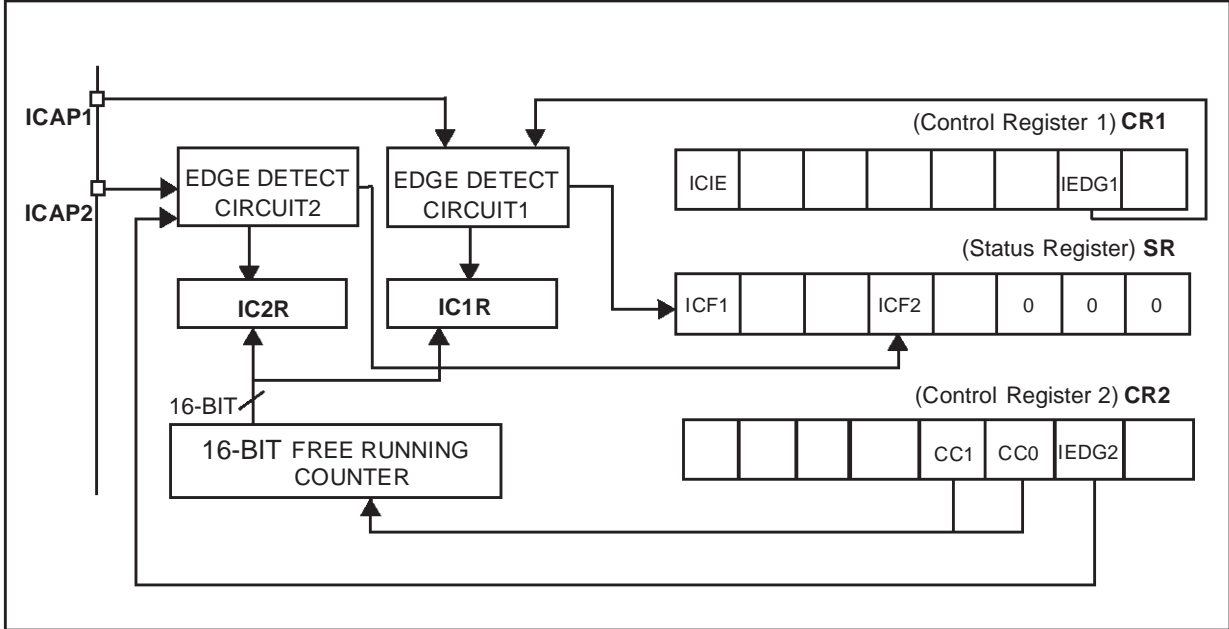 ICAP1
ICAP2
EDGE DETECT
CIRCUIT2
EDGE DETECT
CIRCUIT1
IC2R
IC1R
16-BIT
16-BIT FREE RUNNING
COUNTER
(Control Register 1) CR1
ICIE IEDG1
(Status Register) SR
ICF1 ICF2 0 0 0
(Control Register 2) CR2
CC1 CC0 IEDG2